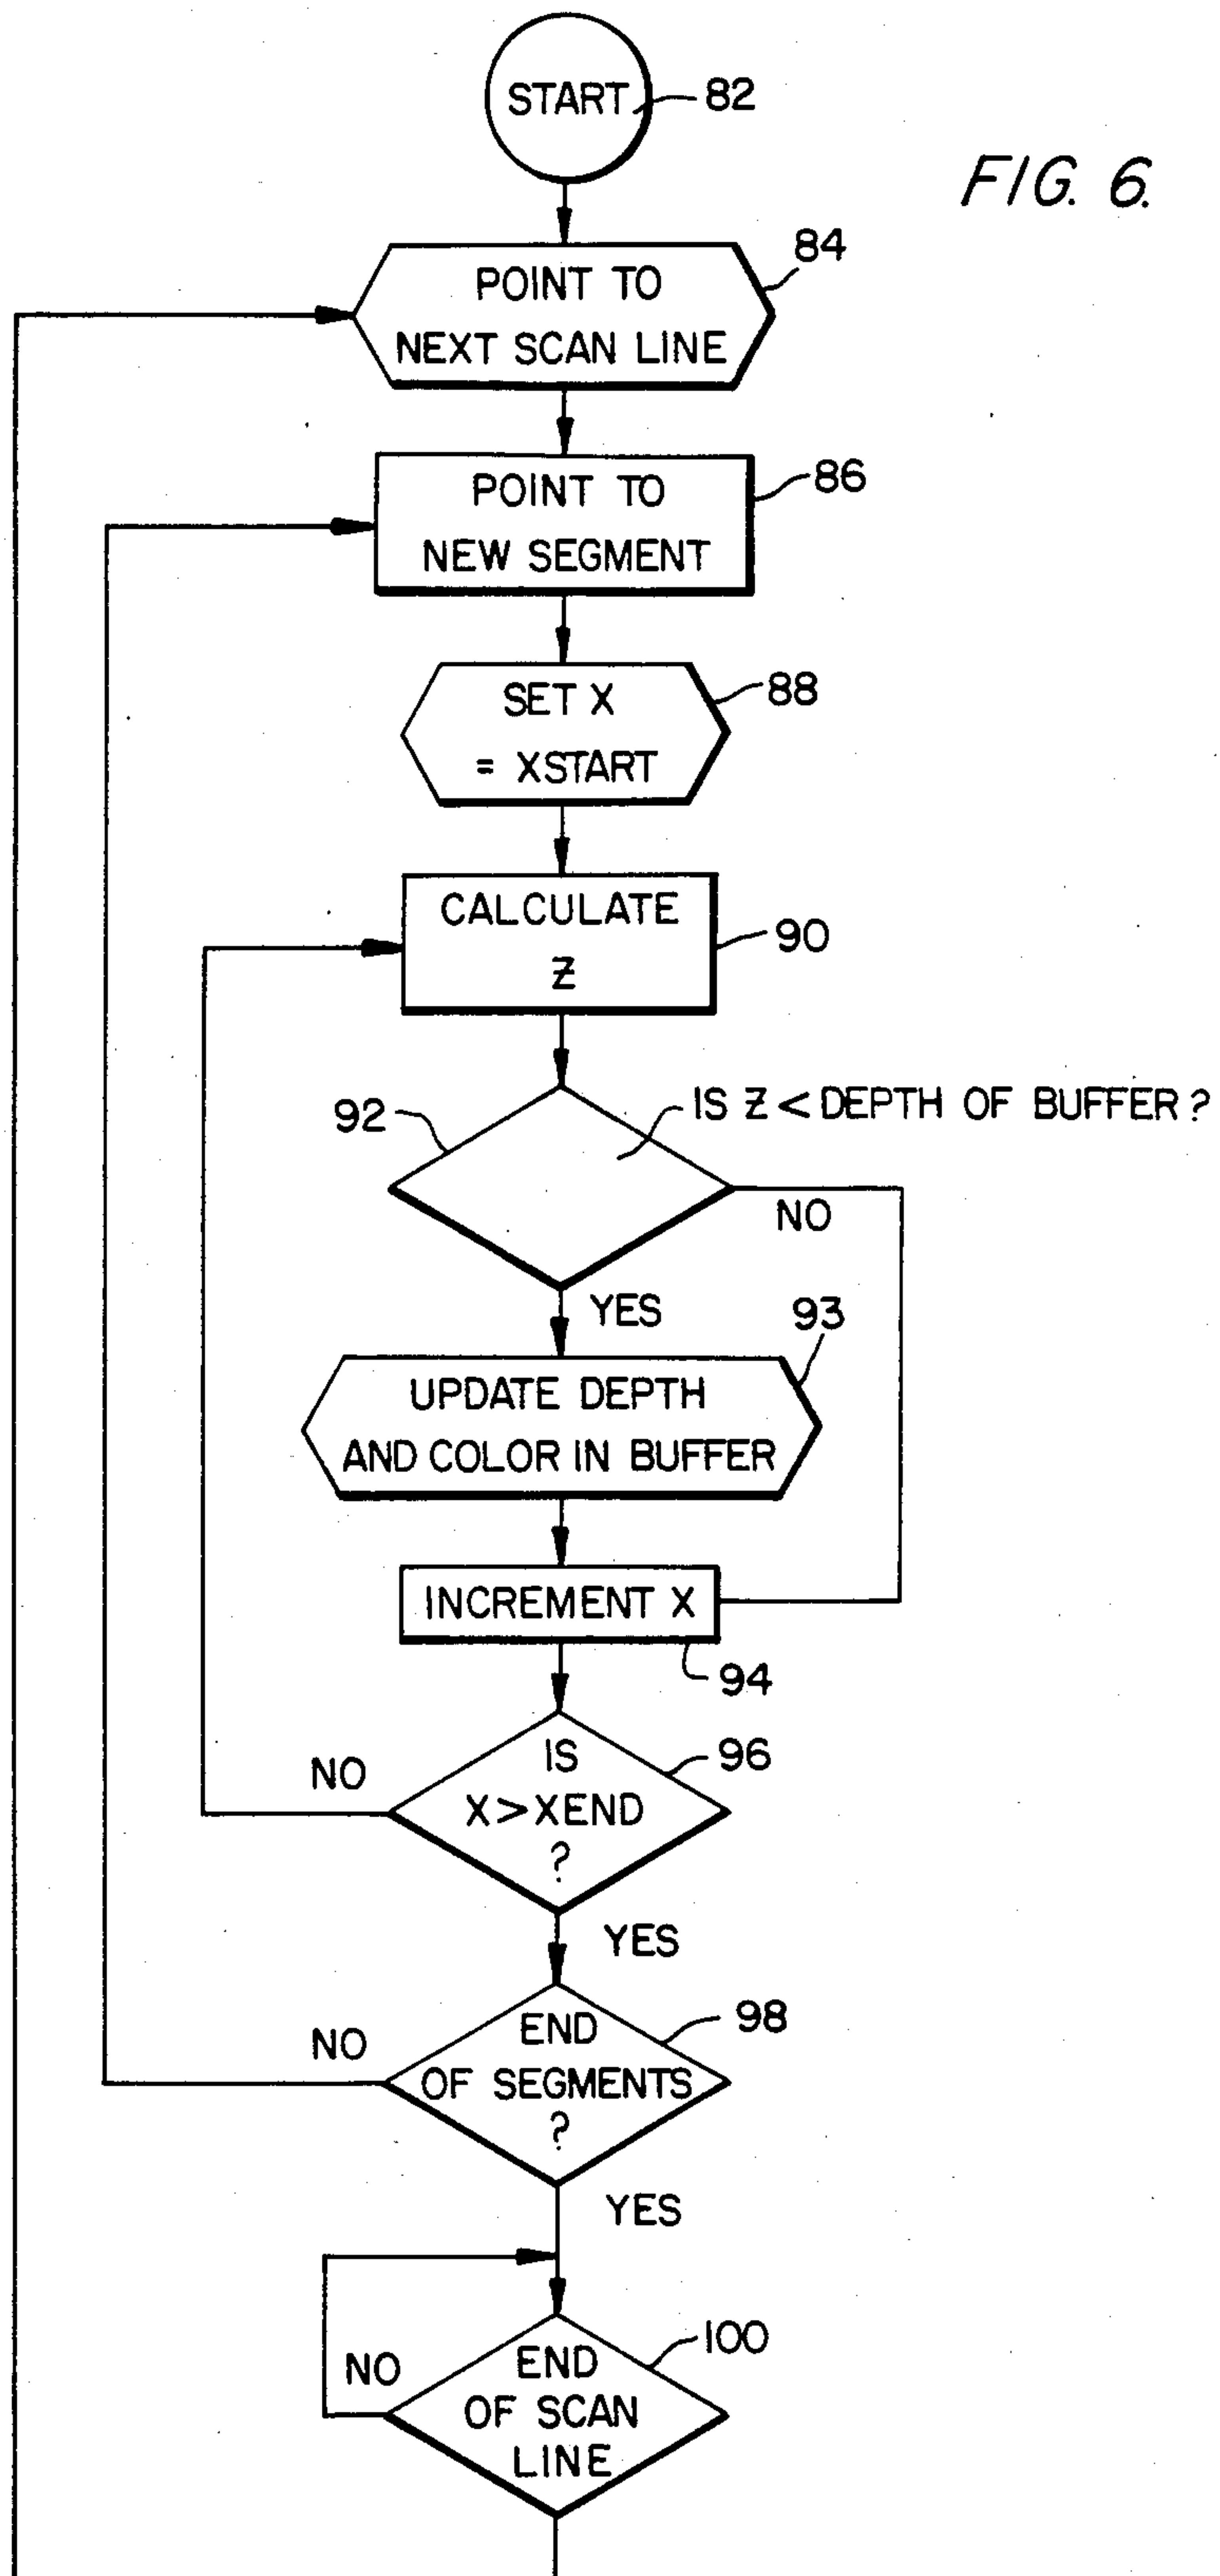 START
82
FIG. 6.
84
POINT TO
NEXT SCAN LINE
86
POINT TO
NEW SEGMENT
88
SET X
= XSTART
CALCULATE
Z
90
IS Z < DEPTH OF BUFFER?
92
NO
YES
93
UPDATE DEPTH
AND COLOR IN BUFFER
INCREMENT X
94
IS
X > XEND
?
96
NO
YES
END
OF SEGMENTS
?
98
NO
YES
100
END
OF SCAN
LINE
NO